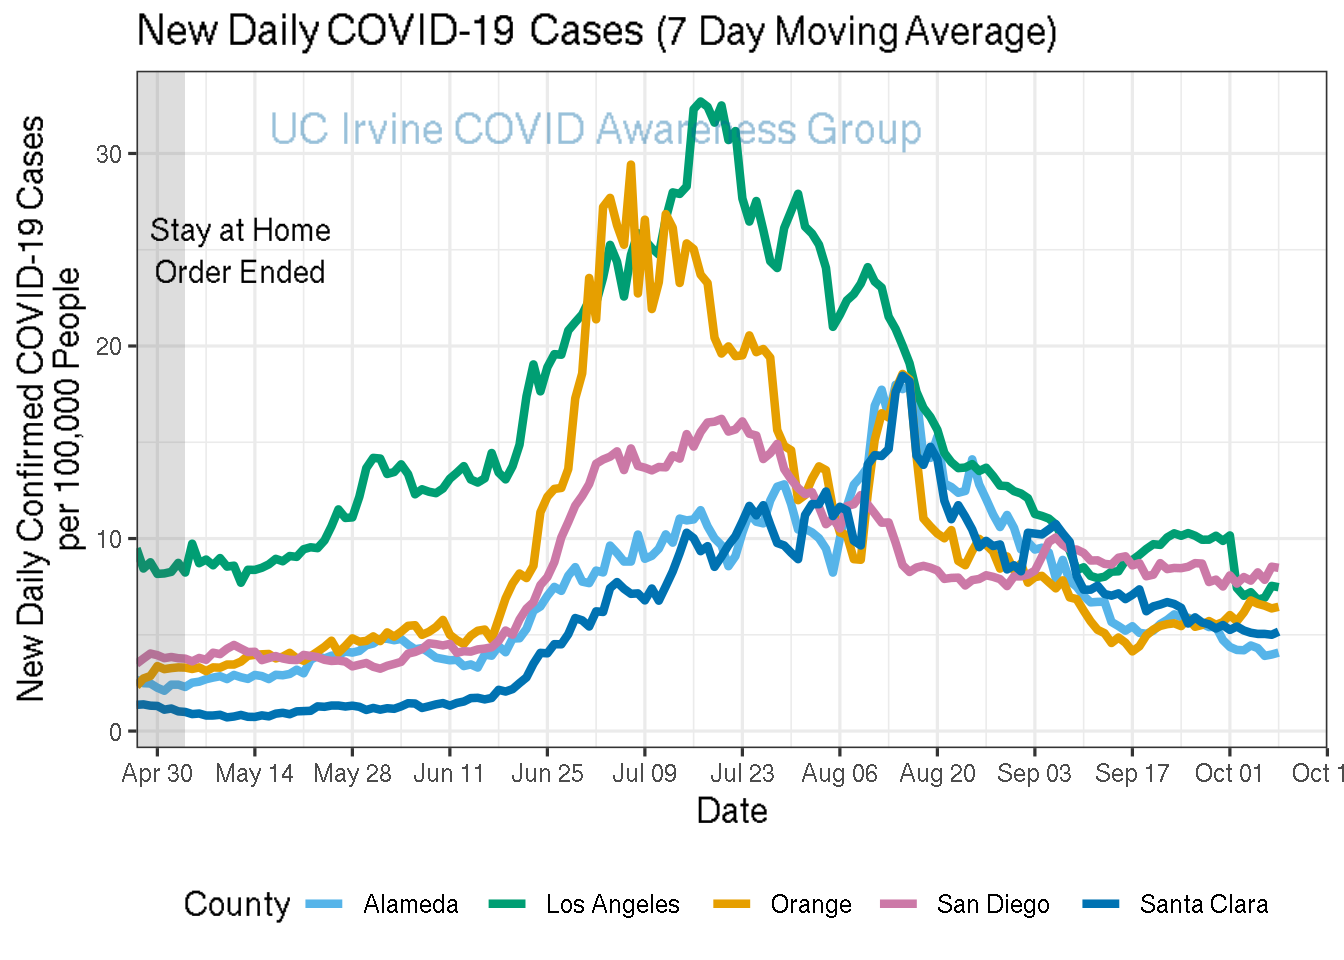 New Daily COVID-19 Cases (7 Day Moving Average)
UC Irvine COVID Awareness Group
Stay at Home
Order Ended
New Daily Confirmed COVID-19 Cases
per 100,000 People
30
20
10
0
Apr 30 May 14 May 28 Jun 11 Jun 25 Jul 09 Jul 23 Aug 06 Aug 20 Sep 03 Sep 17 Oct 01 Oct 1
Date
County Alameda Los Angeles Orange San Diego Santa Clara